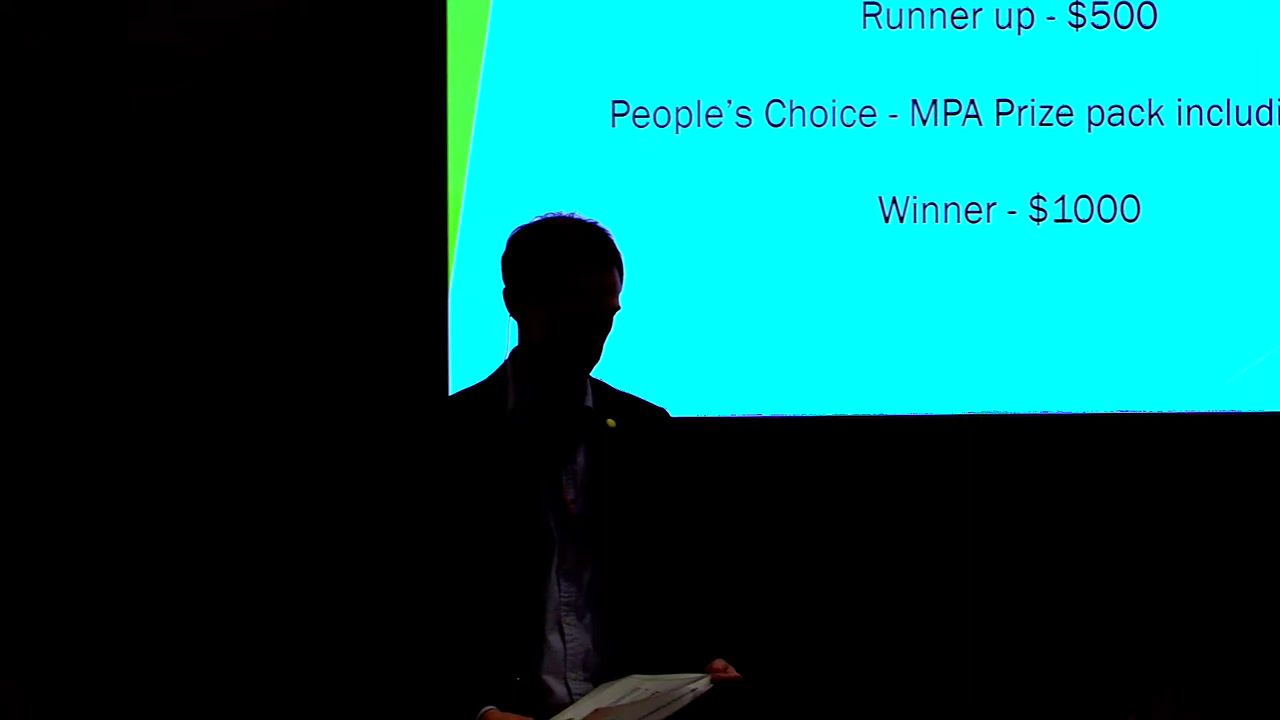 Runner up - $500
People's Choice - MPA Prize pack includi
Winner - $1000